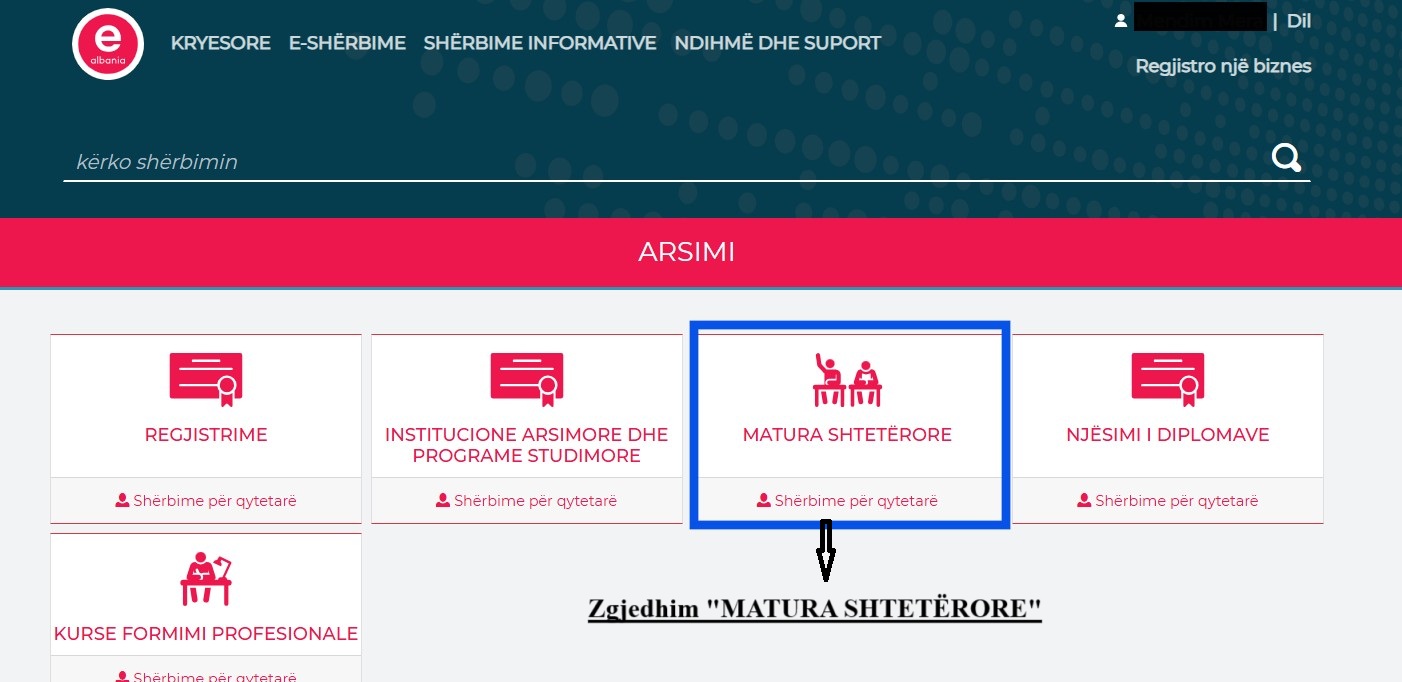 e
albania
KRYESORE E-SHËRBIME SHËRBIME INFORMATIVE NDIHMË DHE SUPORT
| Dil
Regjistro një biznes
kërko shërbimin
ARSIMI
REGJISTRIME
Shërbime për qytetarë
INSTITUCIONE ARSIMORE DHE
PROGRAME STUDIMORE
Shërbime për qytetarë
MATURA SHTETËRORE
Shërbime për qytetarë
NJËSIMI I DIPLOMAVE
Shërbime për qytetarë
KURSE FORMIMI PROFESIONALE
Shërbime për qytetarë
Zgjedhim "MATURA SHTETËRORE"